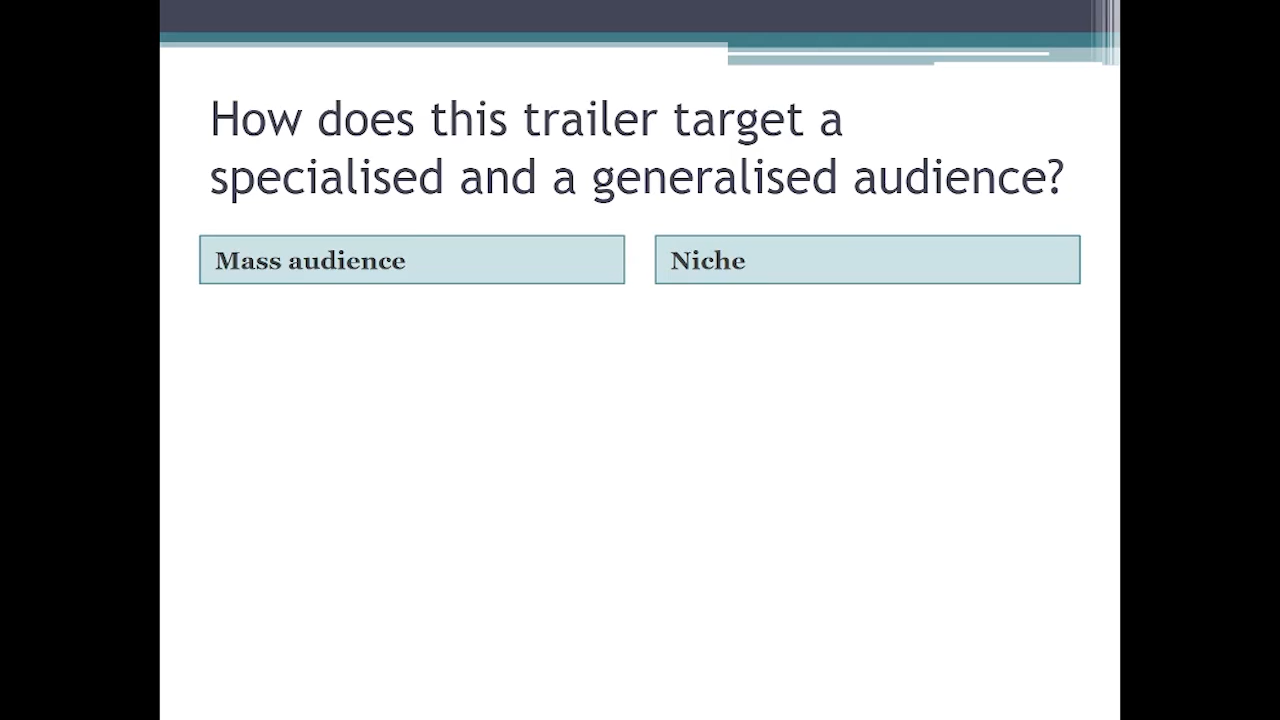 How does this trailer target a
specialised and a generalised audience?
Mass audience
Niche